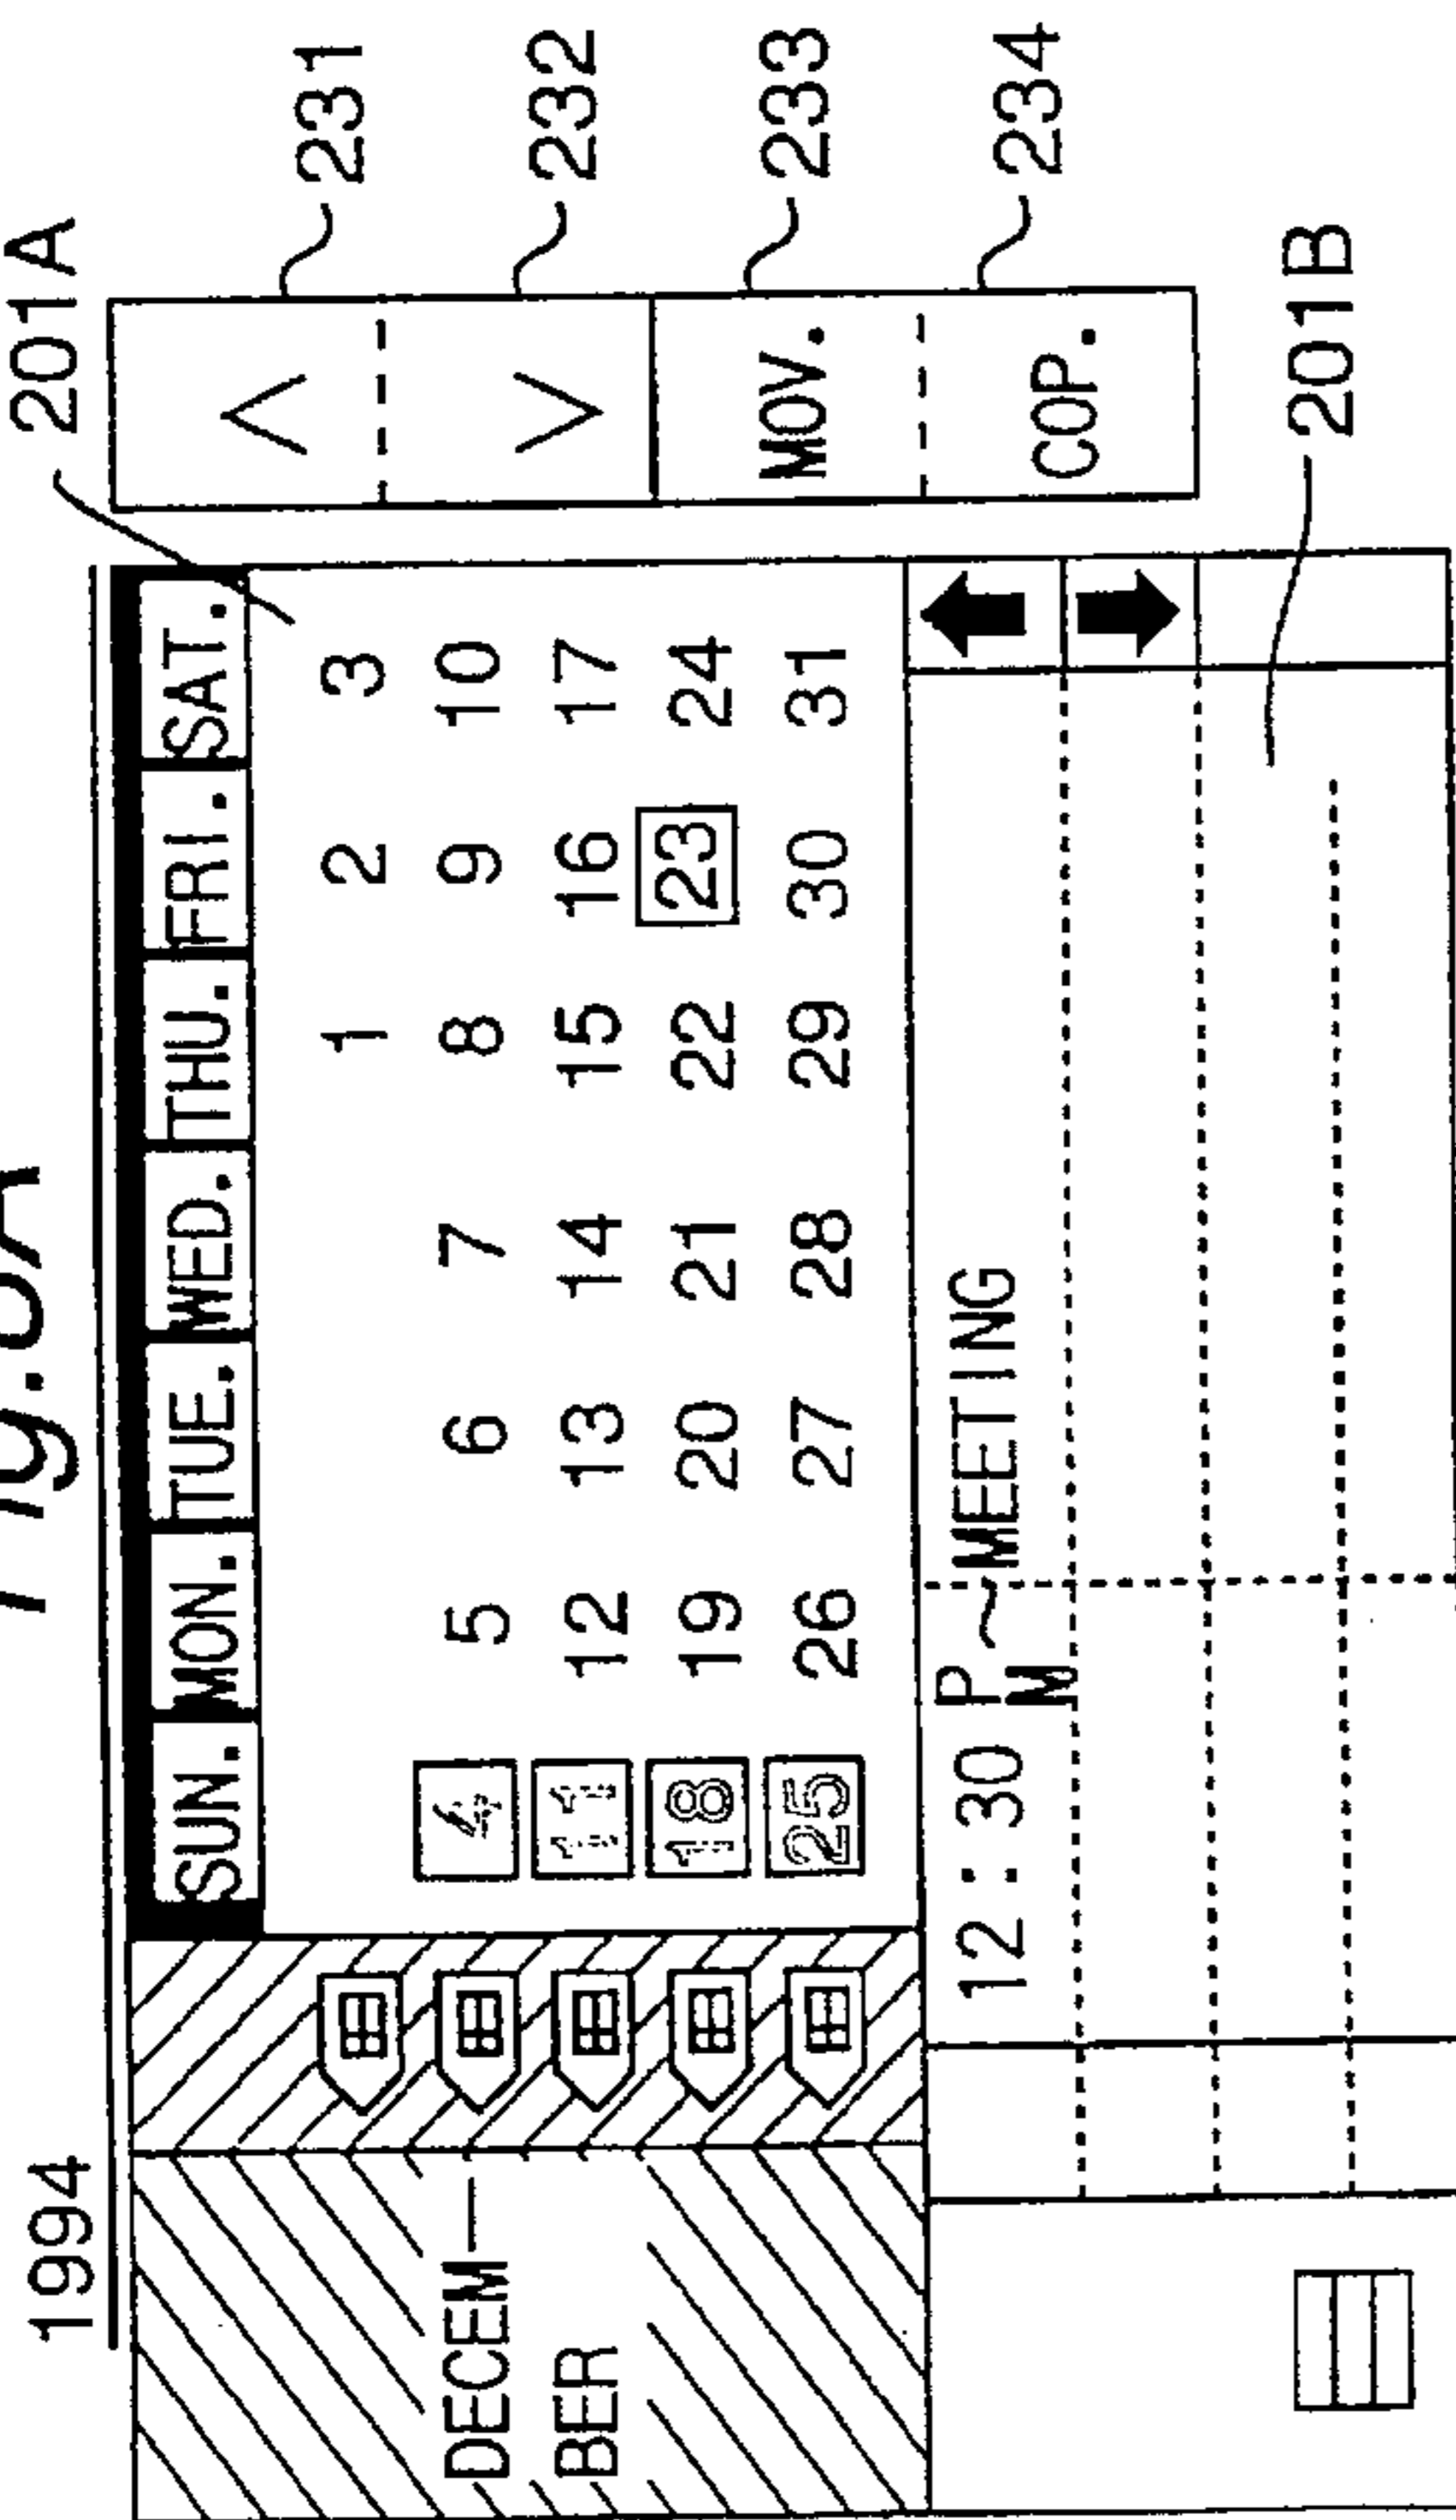 1994
201A
SUN. MON. TUE. WED. THU. FRI. SAT.
1 2 3
4 5 6 7 8 9 10
11 12 13 14 15 16 17
18 19 20 21 22 23 24
25 26 27 28 29 30 31
DECEM—
BER
12:30 PM~MEETING
<
>
MOV.
COP.
231
232
233
234
201B